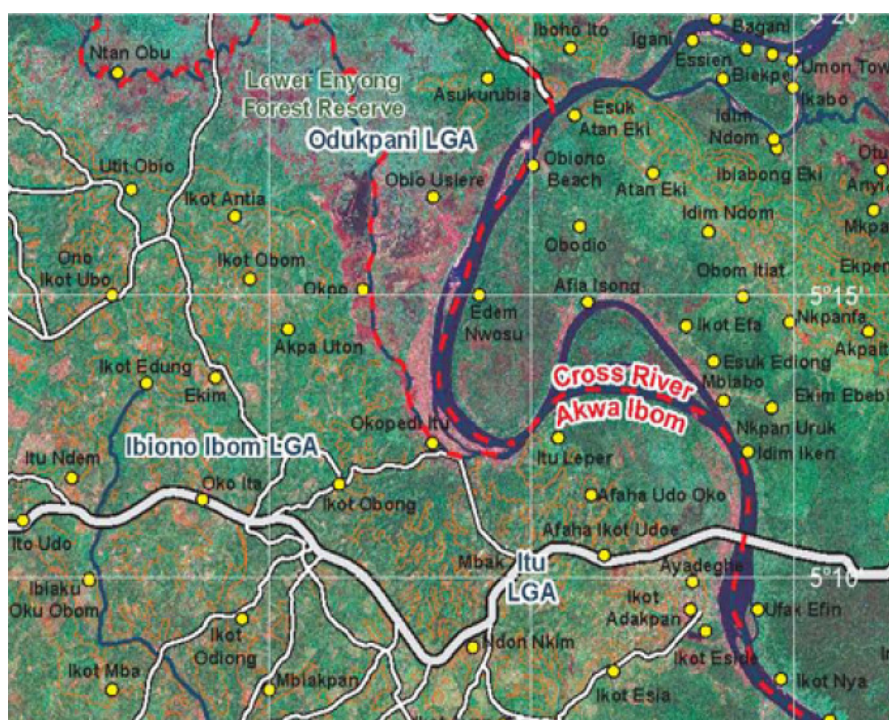 Bagani
5°20'
Iboho Ito
Igani
Ntan Obu
Essien
Umon Tow
Biekpe
Lower Enyong
Forest Reserve
Asukurubia
Ikabo
Esuk
Atan Eki
Idim
Ndom
Odukpani LGA
Obiono
Beach
Ibiabong Eki
Otu
Utit Obio
Atan Eki
Anyi
Obio Usiere
Ikot Antia
Idim Ndom
Mkpa
Obodio
Ono
Ikot Ubo
Ikot Obom
Obom Itiat
Ekpen
Okpo
Afia Isong
5°15'
Edem
Nwosu
Nkpanfa
Ikot Efa
Akpa Uton
Akpait
Ikot Edung
Esuk Ediong
Cross River
Mbiabo
Ekim
Ekim Ebebi
Akwa Ibom
Okopedi Itu
Nkpan Uruk
Ibiono Ibom LGA
Itu Leper
Idim Iken
Itu Ndem
Oko Ita
Ikot Obong
Afaha Udo Oko
Ito Udo
Afaha Ikot Udoe
Mbak
Itu
LGA
5°10'
Ayadeghe
Ibiaku
Oku Obom
Ikot
Adakpan
Ufak Efin
Ikot
Odiong
Ndon Nkim
Ikot Eside
Ikot Mba
Mbiakpan
Ikot Esia
Ikot Nya